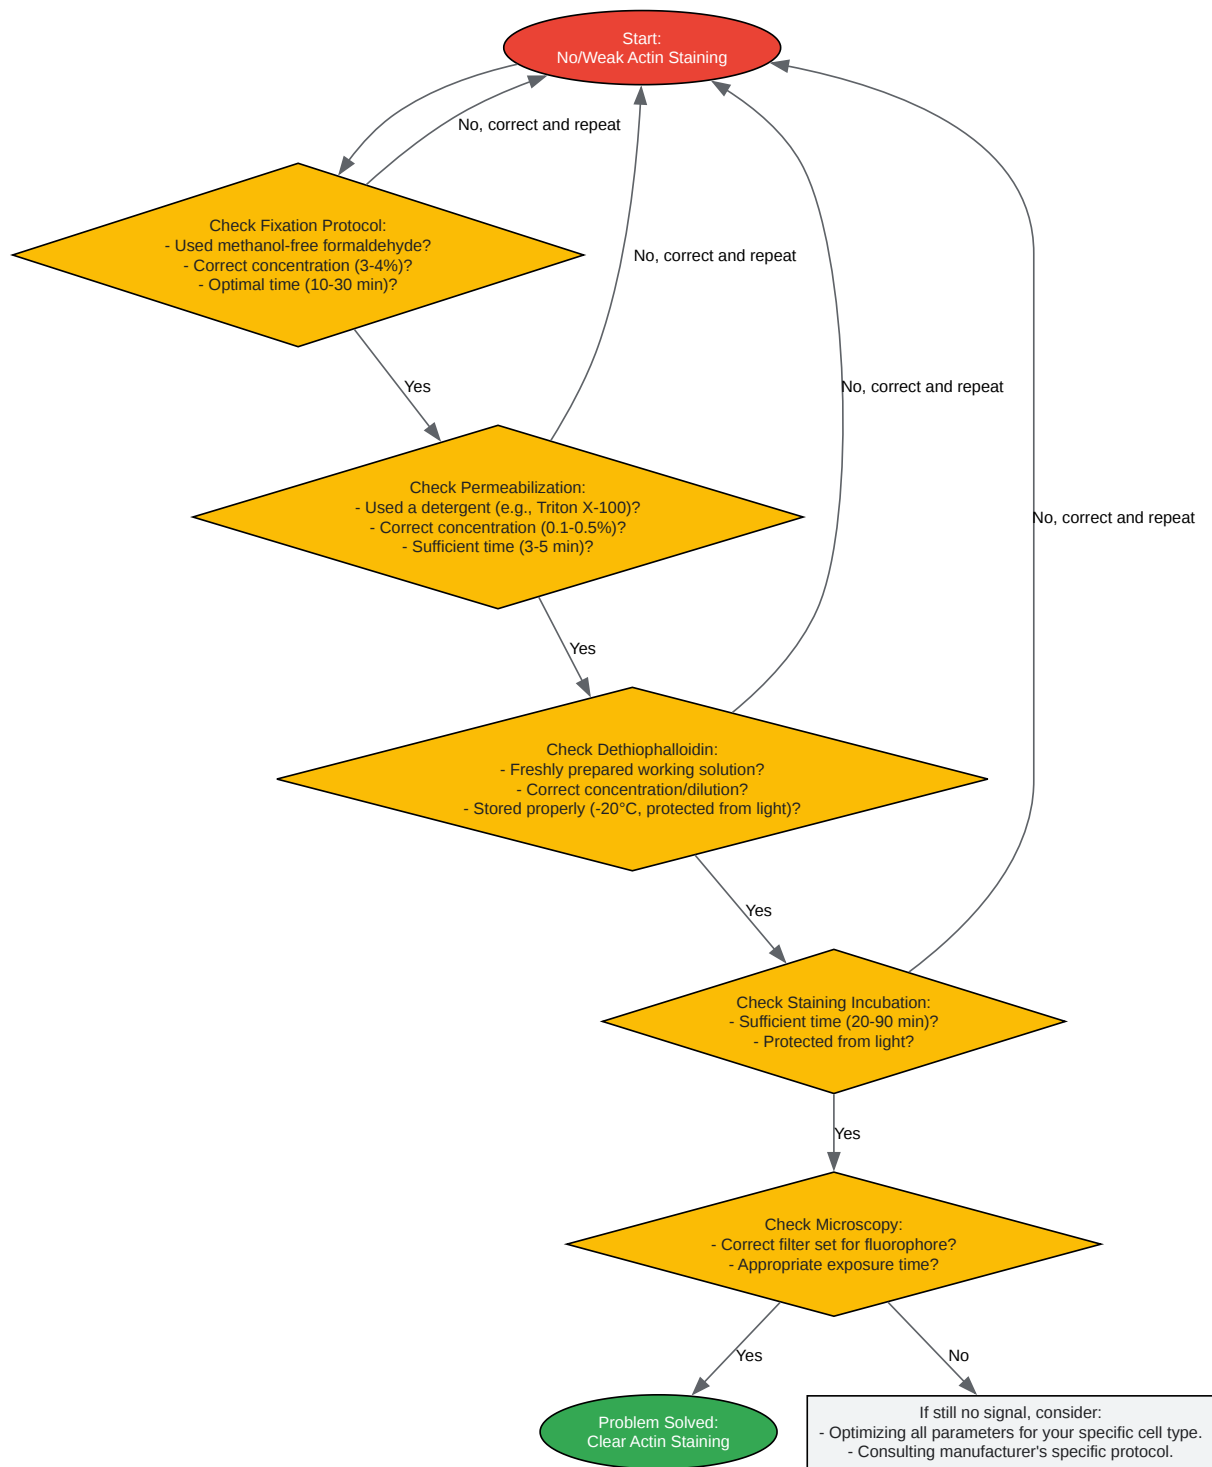 Start:
No/Weak Actin Staining
No, correct and repeat
Check Fixation Protocol:
- Used methanol-free formaldehyde?
- Correct concentration (3-4%)?
- Optimal time (10-30 min)?
No, correct and repeat
Yes
No, correct and repeat
Check Permeabilization:
- Used a detergent (e.g., Triton X-100)?
- Correct concentration (0.1-0.5%)?
- Sufficient time (3-5 min)?
No, correct and repeat
Yes
Check Dethiophalloidin:
- Freshly prepared working solution?
- Correct concentration/dilution?
- Stored properly (-20°C, protected from light)?
Yes
Check Staining Incubation:
- Sufficient time (20-90 min)?
- Protected from light?
Yes
Check Microscopy:
- Correct filter set for fluorophore?
- Appropriate exposure time?
Yes
No
Problem Solved:
Clear Actin Staining
If still no signal, consider:
- Optimizing all parameters for your specific cell type.
- Consulting manufacturer's specific protocol.